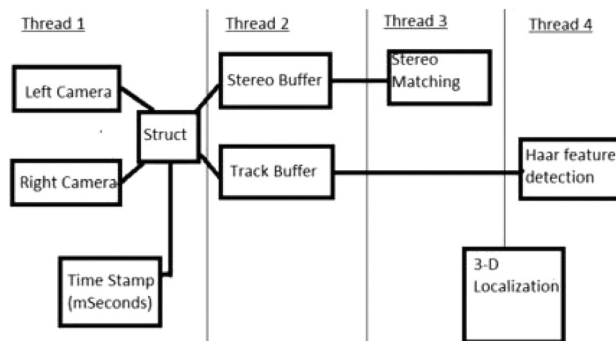 Thread 1
Thread 2
Thread 3
Thread 4
Left Camera
Right Camera
Time Stamp
(mSeconds)
Struct
Stereo Buffer
Track Buffer
Stereo
Matching
Haar feature
detection
3-D
Localization